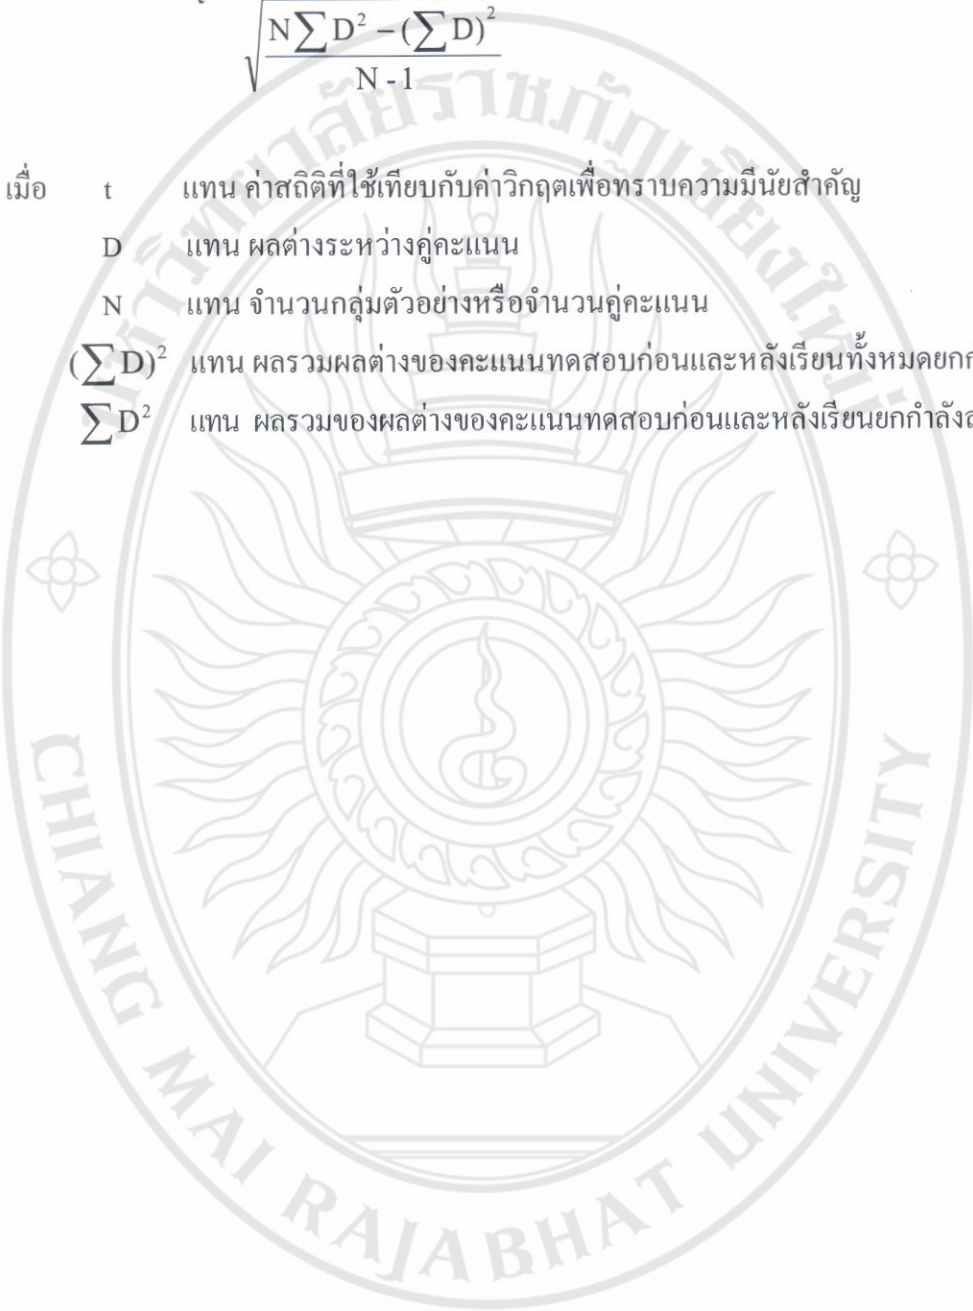 √ N∑D² − (∑D)²
N - 1
เมื่อ t แทน ค่าสถิติที่ใช้เทียบกับค่าวิกฤตเพื่อทราบความมีนัยสำคัญ
D แทน ผลต่างระหว่างคู่คะแนน
N แทน จำนวนกลุ่มตัวอย่างหรือจำนวนคู่คะแนน
(∑D)² แทน ผลรวมผลต่างของคะแนนทดสอบก่อนและหลังเรียนทั้งหมดยก
∑D² แทน ผลรวมของผลต่างของคะแนนทดสอบก่อนและหลังเรียนยกกำลัง
CHIANG MAI RAJABHAT UNIVERSITY